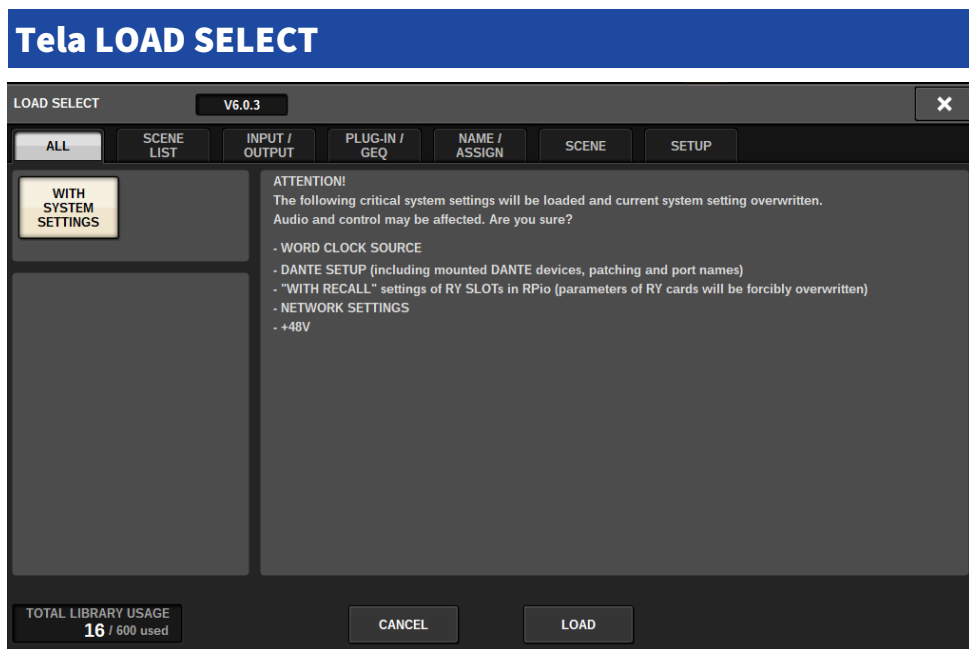 Tela LOAD SELECT
LOAD SELECT
V6.0.3
ALL
SCENE
LIST
INPUT /
OUTPUT
PLUG-IN /
GEQ
NAME /
ASSIGN
SCENE
SETUP
WITH
SYSTEM
SETTINGS
ATTENTION!
The following critical system settings will be loaded and current system setting overwritten.
Audio and control may be affected. Are you sure?
- WORD CLOCK SOURCE
- DANTE SETUP (including mounted DANTE devices, patching and port names)
- "WITH RECALL" settings of RY SLOTs in RPio (parameters of RY cards will be forcibly overwritten)
- NETWORK SETTINGS
- +48V
TOTAL LIBRARY USAGE
16 / 600 used
CANCEL
LOAD